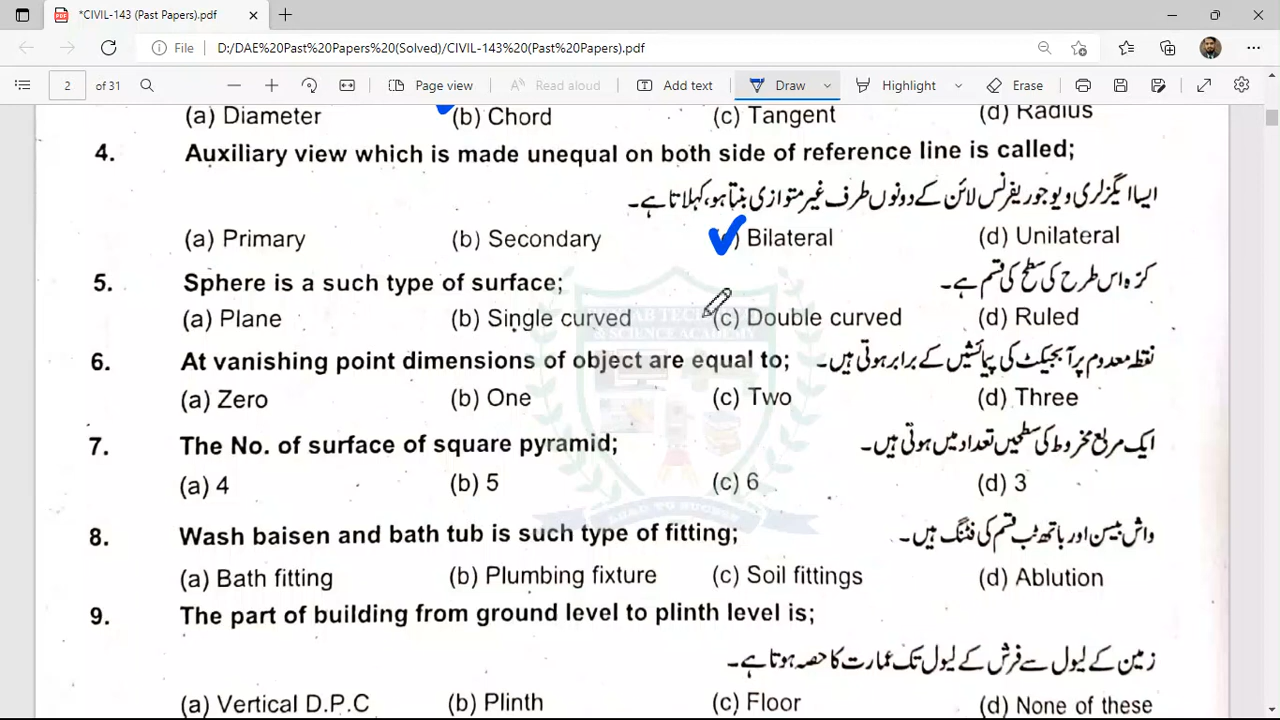 *CIVIL-143 (Past Papers).pdf
File D:/DAE%20Past%20Papers%20(Solved)/CIVIL-143%20(Past%20Papers).pdf
2 of 31 Page view Read aloud Add text Draw Highlight Erase
(a) Diameter (b) Chord (c) Tangent (d) Radius
4. Auxiliary view which is made unequal on both side of reference line is called;
ایسا ایگزلری ویو جو ریفرنس لائن کے دونوں طرف غیر متوازی بنتا ہو، کہلاتا ہے۔
(a) Primary (b) Secondary ) Bilateral (d) Unilateral
5. Sphere is a such type of surface; کرّہ اس طرح کی سطح کی قسم ہے۔
(a) Plane (b) Single curved (c) Double curved (d) Ruled
6. At vanishing point dimensions of object are equal to; نقطہ معدوم پر آبجیکٹ کی پیمائشیں کے برابر ہوتی ہیں۔
(a) Zero (b) One (c) Two (d) Three
7. The No. of surface of square pyramid; ایک مربع مخروط کی سطحیں تعداد میں ہوتی ہیں۔
(a) 4 (b) 5 (c) 6 (d) 3
8. Wash baisen and bath tub is such type of fitting; واش بیسن اور باتھ ٹب قسم کی فٹنگ ہیں۔
(a) Bath fitting (b) Plumbing fixture (c) Soil fittings (d) Ablution
9. The part of building from ground level to plinth level is;
زمین کے لیول سے فرش کے لیول تک عمارت کا حصہ ہوتا ہے۔
(a) Vertical D.P.C (b) Plinth (c) Floor (d) None of these